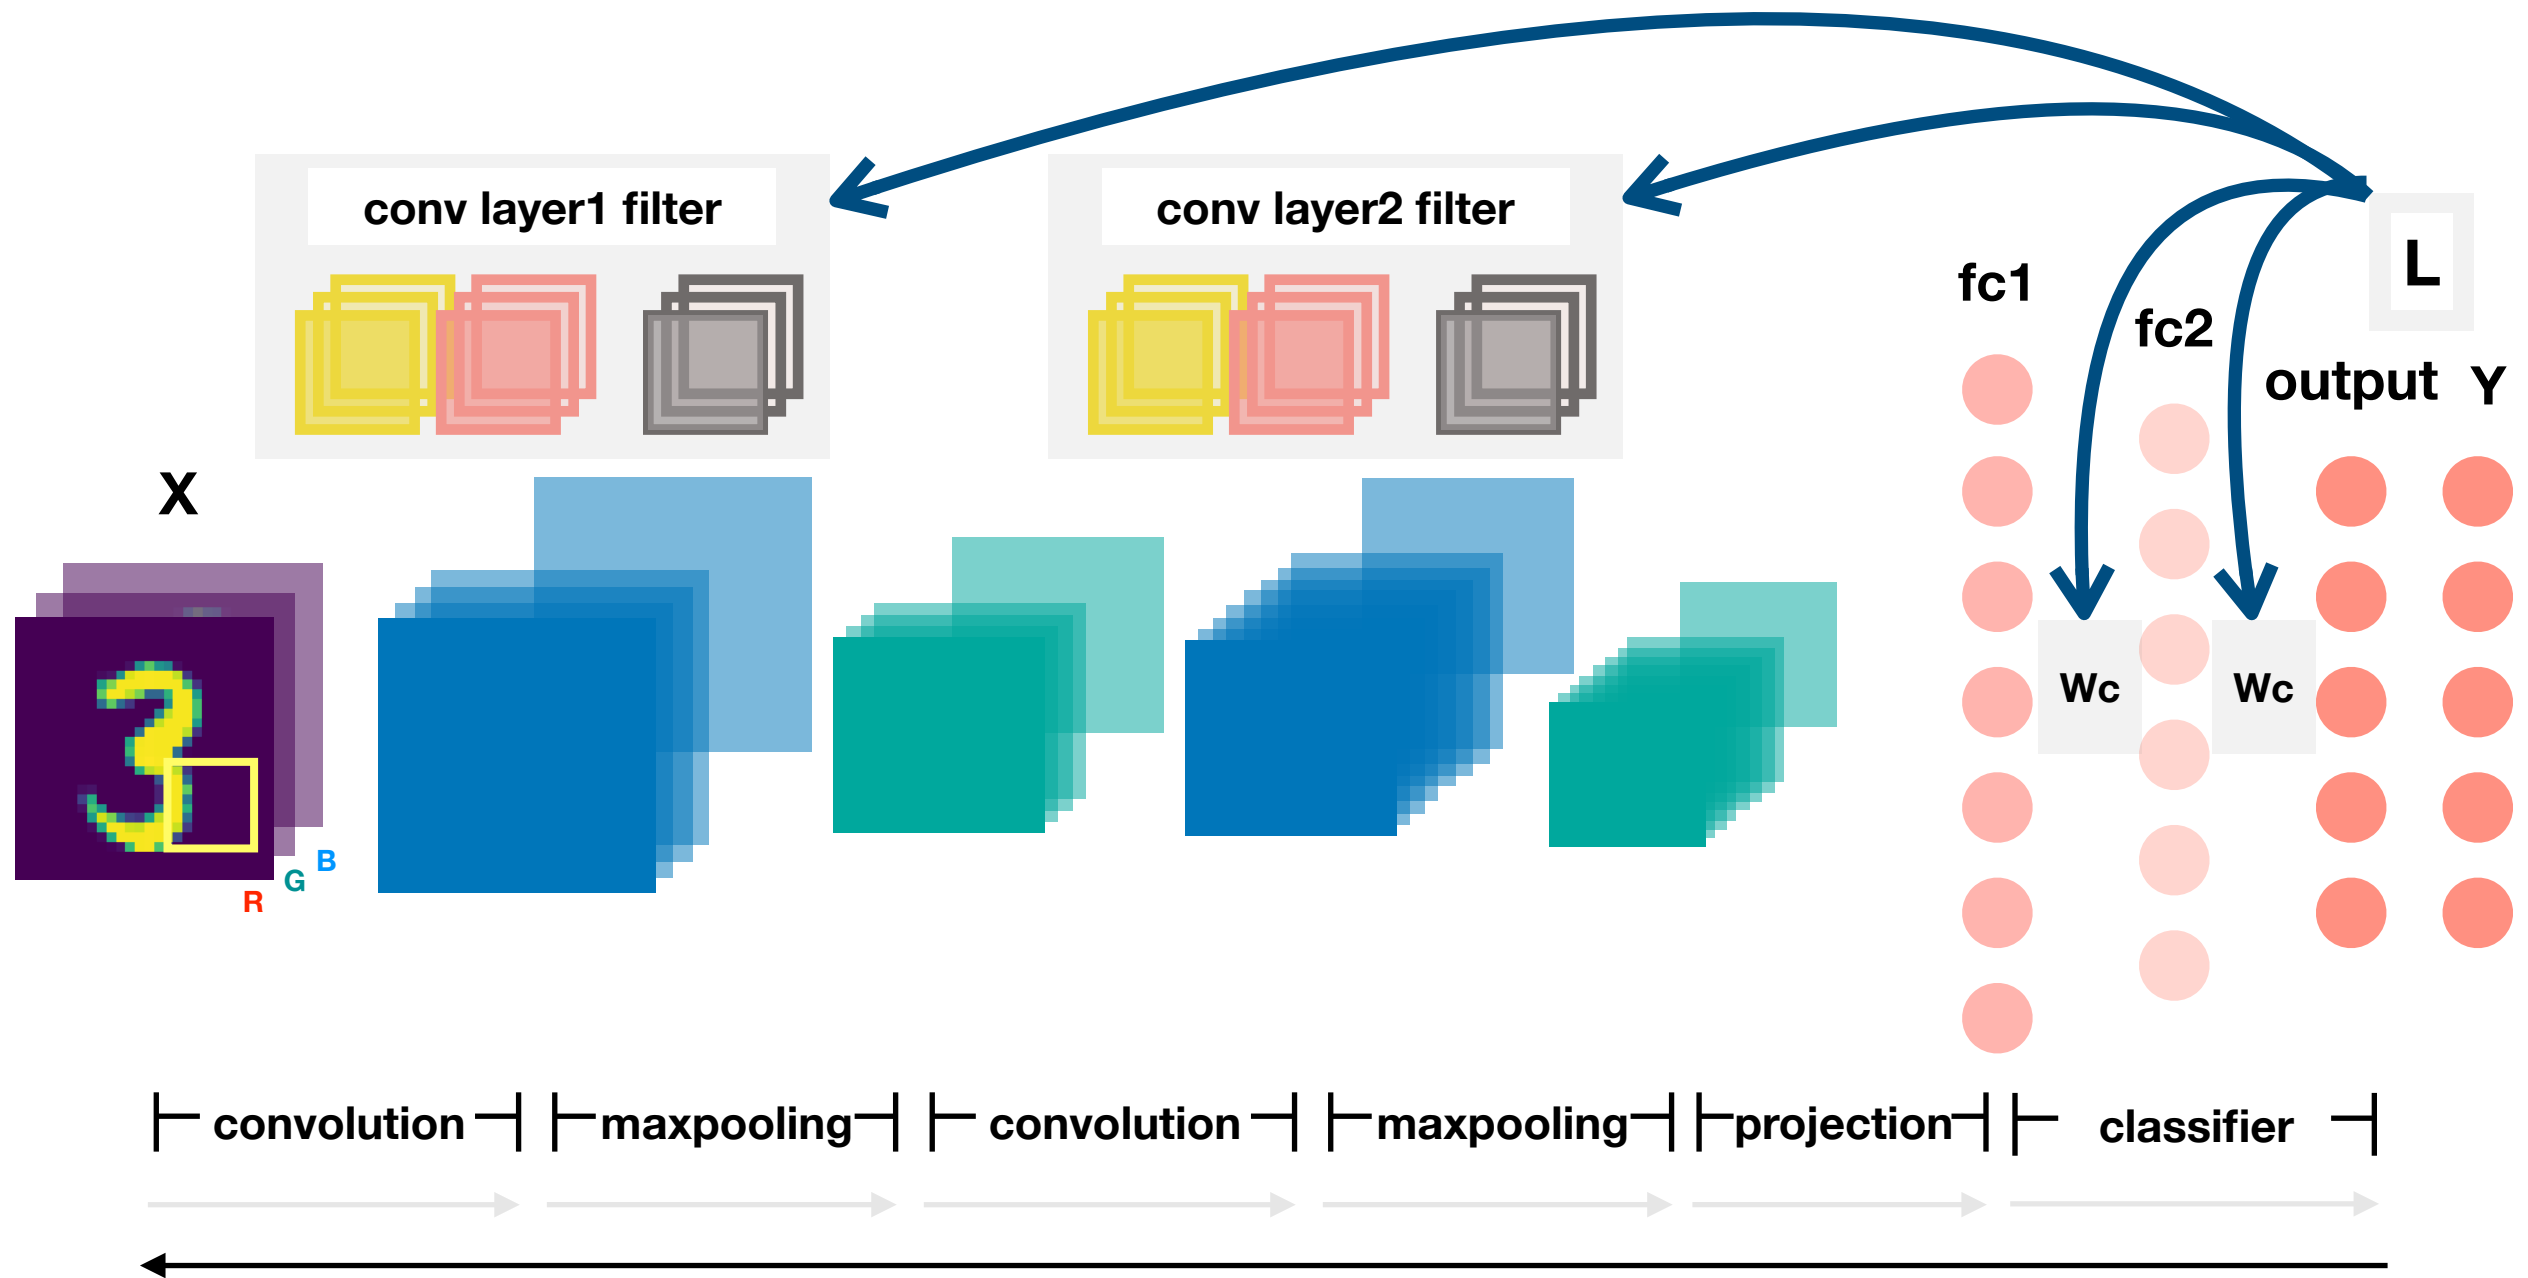 conv layer1 filter
conv layer2 filter
L
fc1
fc2
output
Y
X
Wc
Wc
R
G
B
convolution
maxpooling
convolution
maxpooling
projection
classifier